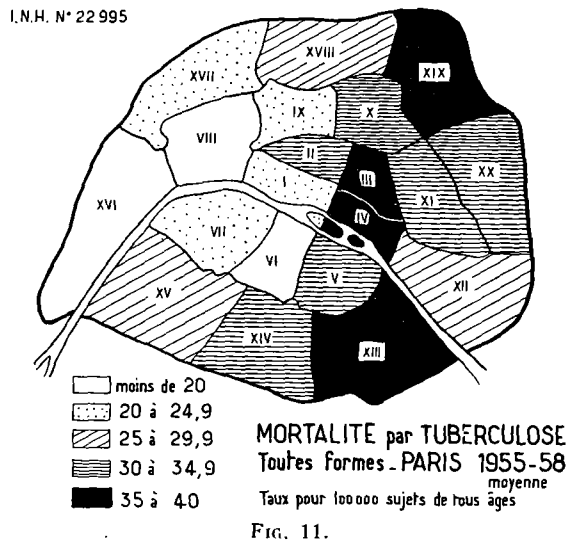 I.N.H. N° 22 995
XVIII
XIX
XVII
IX
X
VIII
II
III
XX
I
XI
XVI
IV
VII
VI
V
XII
XV
XIV
XIII
moins de 20
20 à 24,9
25 à 29,9
30 à 34,9
35 à 40
MORTALITE par TUBERCULOSE
Toutes formes - PARIS 1955-58
moyenne
Taux pour 100 000 sujets de tous âges
FIG. 11.